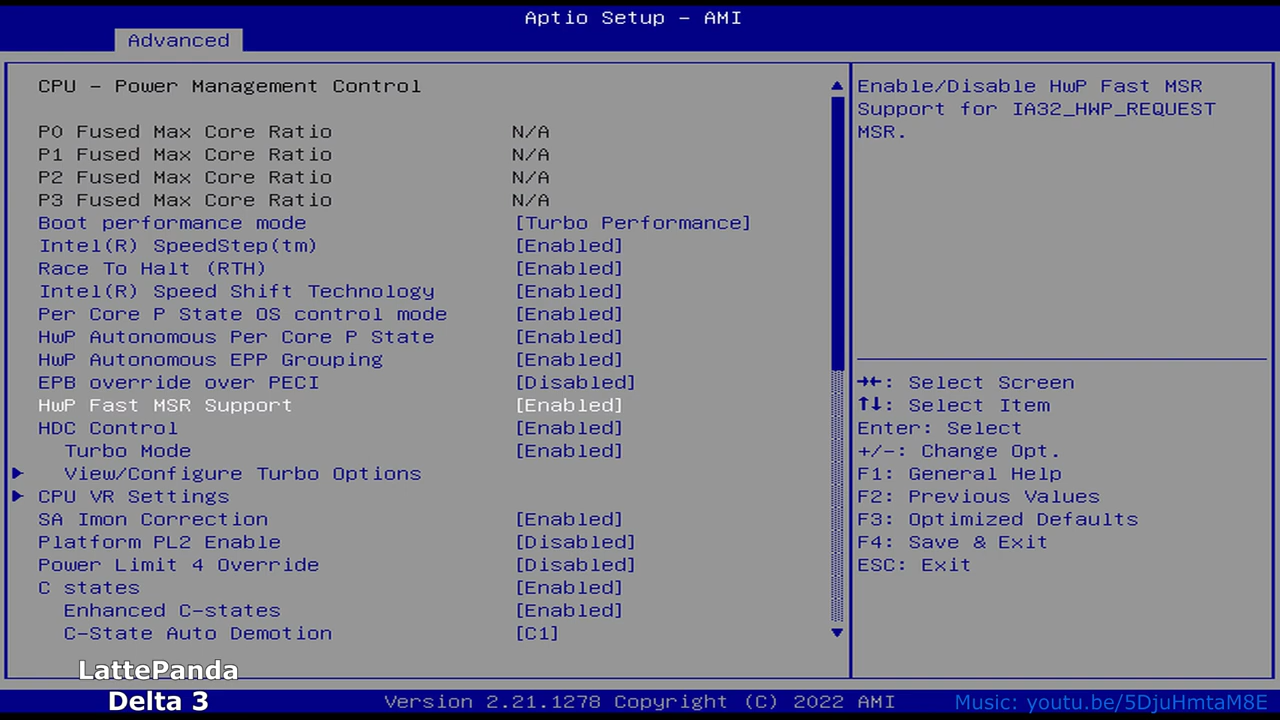 Aptio Setup – AMI
Advanced
CPU – Power Management Control
P0 Fused Max Core Ratio N/A
P1 Fused Max Core Ratio N/A
P2 Fused Max Core Ratio N/A
P3 Fused Max Core Ratio N/A
Boot performance mode [Turbo Performance]
Intel(R) SpeedStep(tm) [Enabled]
Race To Halt (RTH) [Enabled]
Intel(R) Speed Shift Technology [Enabled]
Per Core P State OS control mode [Enabled]
HwP Autonomous Per Core P State [Enabled]
HwP Autonomous EPP Grouping [Enabled]
EPB override over PECI [Disabled]
HwP Fast MSR Support [Enabled]
HDC Control [Enabled]
Turbo Mode [Enabled]
View/Configure Turbo Options
CPU VR Settings
SA Imon Correction [Enabled]
Platform PL2 Enable [Disabled]
Power Limit 4 Override [Disabled]
C states [Enabled]
Enhanced C-states [Enabled]
C-State Auto Demotion [C1]
Enable/Disable HwP Fast MSR
Support for IA32_HWP_REQUEST
MSR.
→←: Select Screen
↑↓: Select Item
Enter: Select
+/-: Change Opt.
F1: General Help
F2: Previous Values
F3: Optimized Defaults
F4: Save & Exit
ESC: Exit
LattePanda
Delta 3
Version 2.21.1278 Copyright (C) 2022 AMI
Music: youtu.be/5DjuHmtaM8E